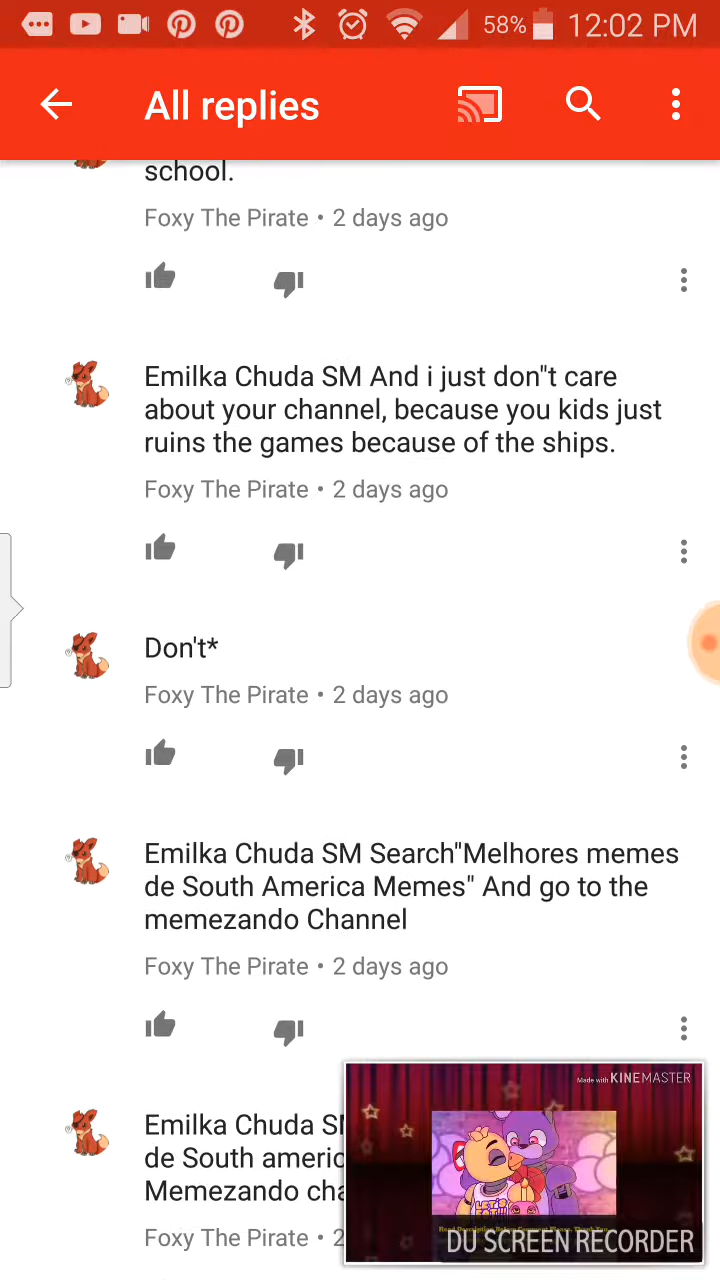 58% 12:02 PM
All replies
school.
Foxy The Pirate • 2 days ago
Emilka Chuda SM And i just don"t care
about your channel, because you kids just
ruins the games because of the ships.
Foxy The Pirate • 2 days ago
Don't*
Foxy The Pirate • 2 days ago
Emilka Chuda SM Search"Melhores memes
de South America Memes" And go to the
memezando Channel
Foxy The Pirate • 2 days ago
Emilka Chuda
de South
Memezando
Foxy The Pirate • 2
Made with KINEMASTER
LET'S
EAT!!!
DU SCREEN RECORDER